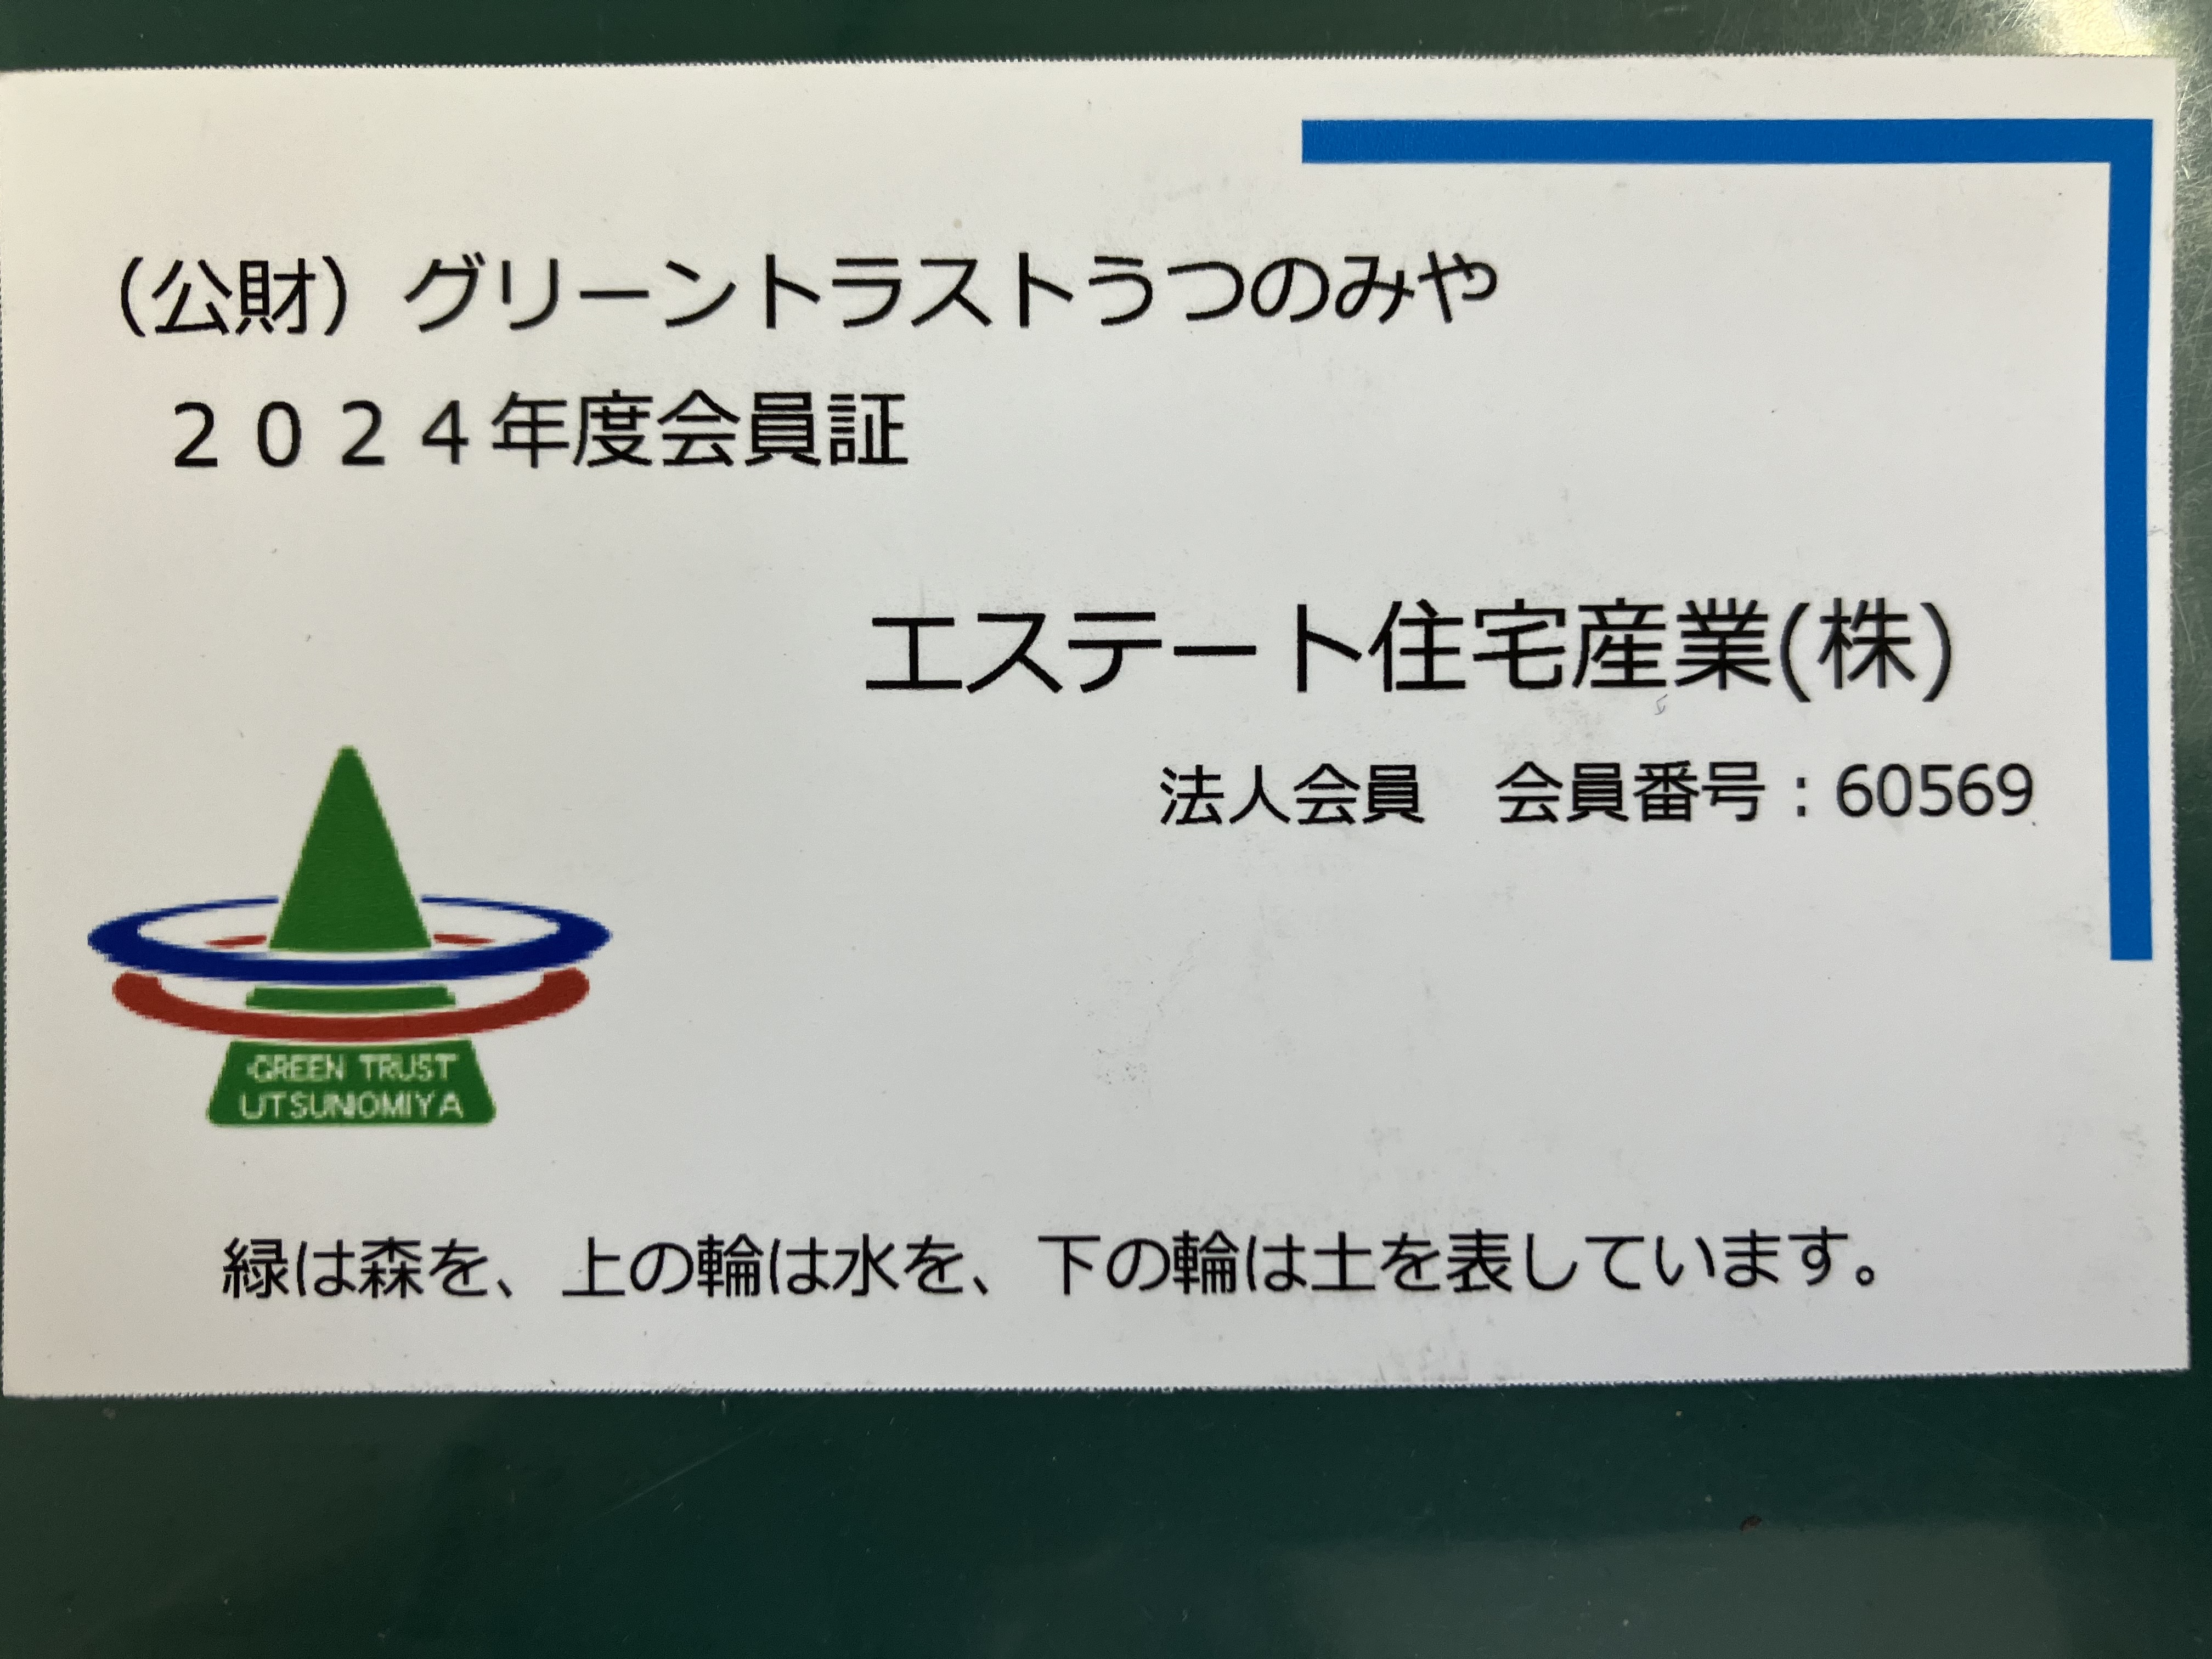 （公財）グリーントラストうつのみや
２０２４年度会員証
エステート住宅産業(株)
法人会員　会員番号：60569
GREEN TRUST
UTSUNOMIYA
緑は森を、上の輪は水を、下の輪は土を表しています。